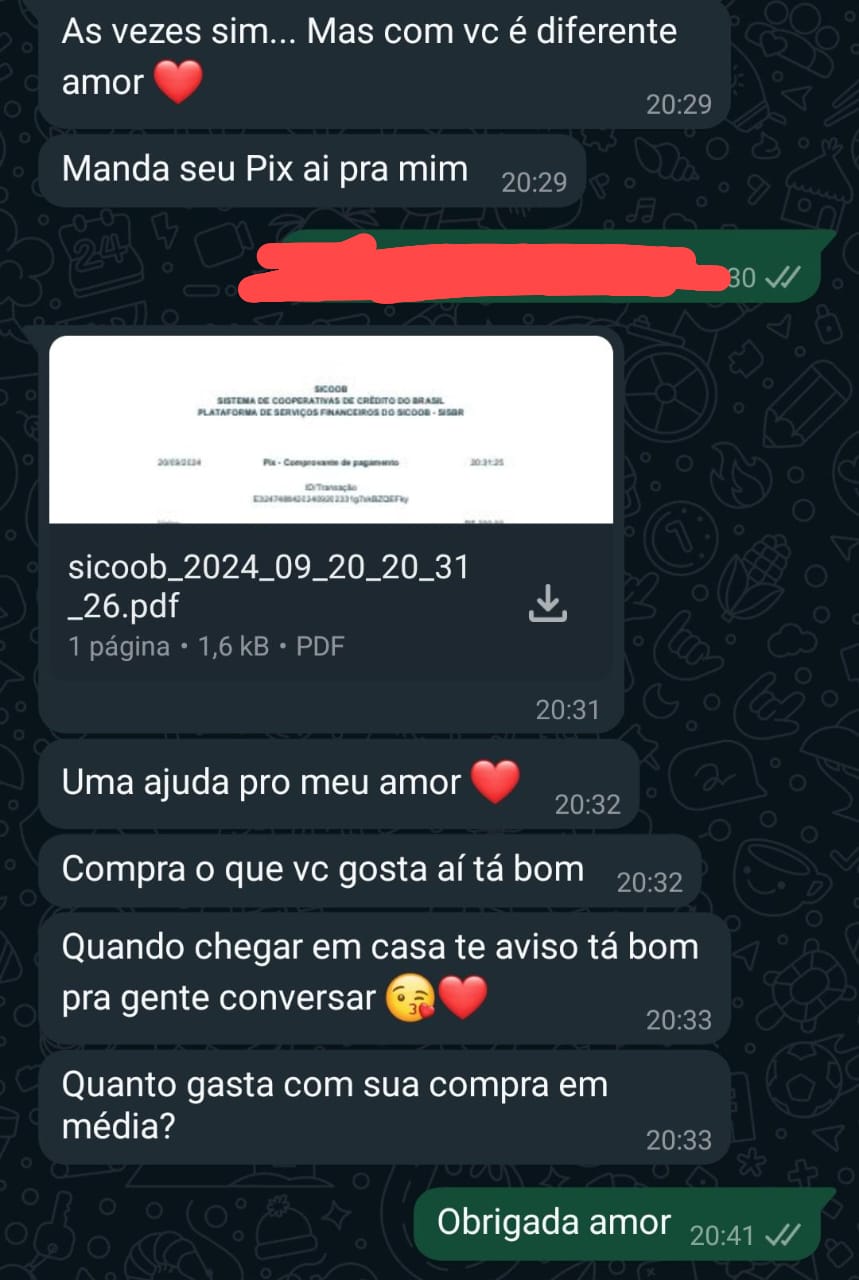 As vezes sim... Mas com vc é diferente
amor ❤️
20:29
Manda seu Pix ai pra mim
20:29
30
SICOOB
SISTEMA DE COOPERATIVAS DE CRÉDITO DO BRASIL
PLATAFORMA DE SERVIÇOS FINANCEIROS DO SICOOB - SISBR
20/09/2024 Pix - Comprovante de pagamento 20:31:25
ID/Transação
sicoob_2024_09_20_20_31
_26.pdf
1 página • 1,6 kB • PDF
20:31
Uma ajuda pro meu amor ❤️
20:32
Compra o que vc gosta aí tá bom
20:32
Quando chegar em casa te aviso tá bom
pra gente conversar 😘❤️
20:33
Quanto gasta com sua compra em
média?
20:33
Obrigada amor
20:41